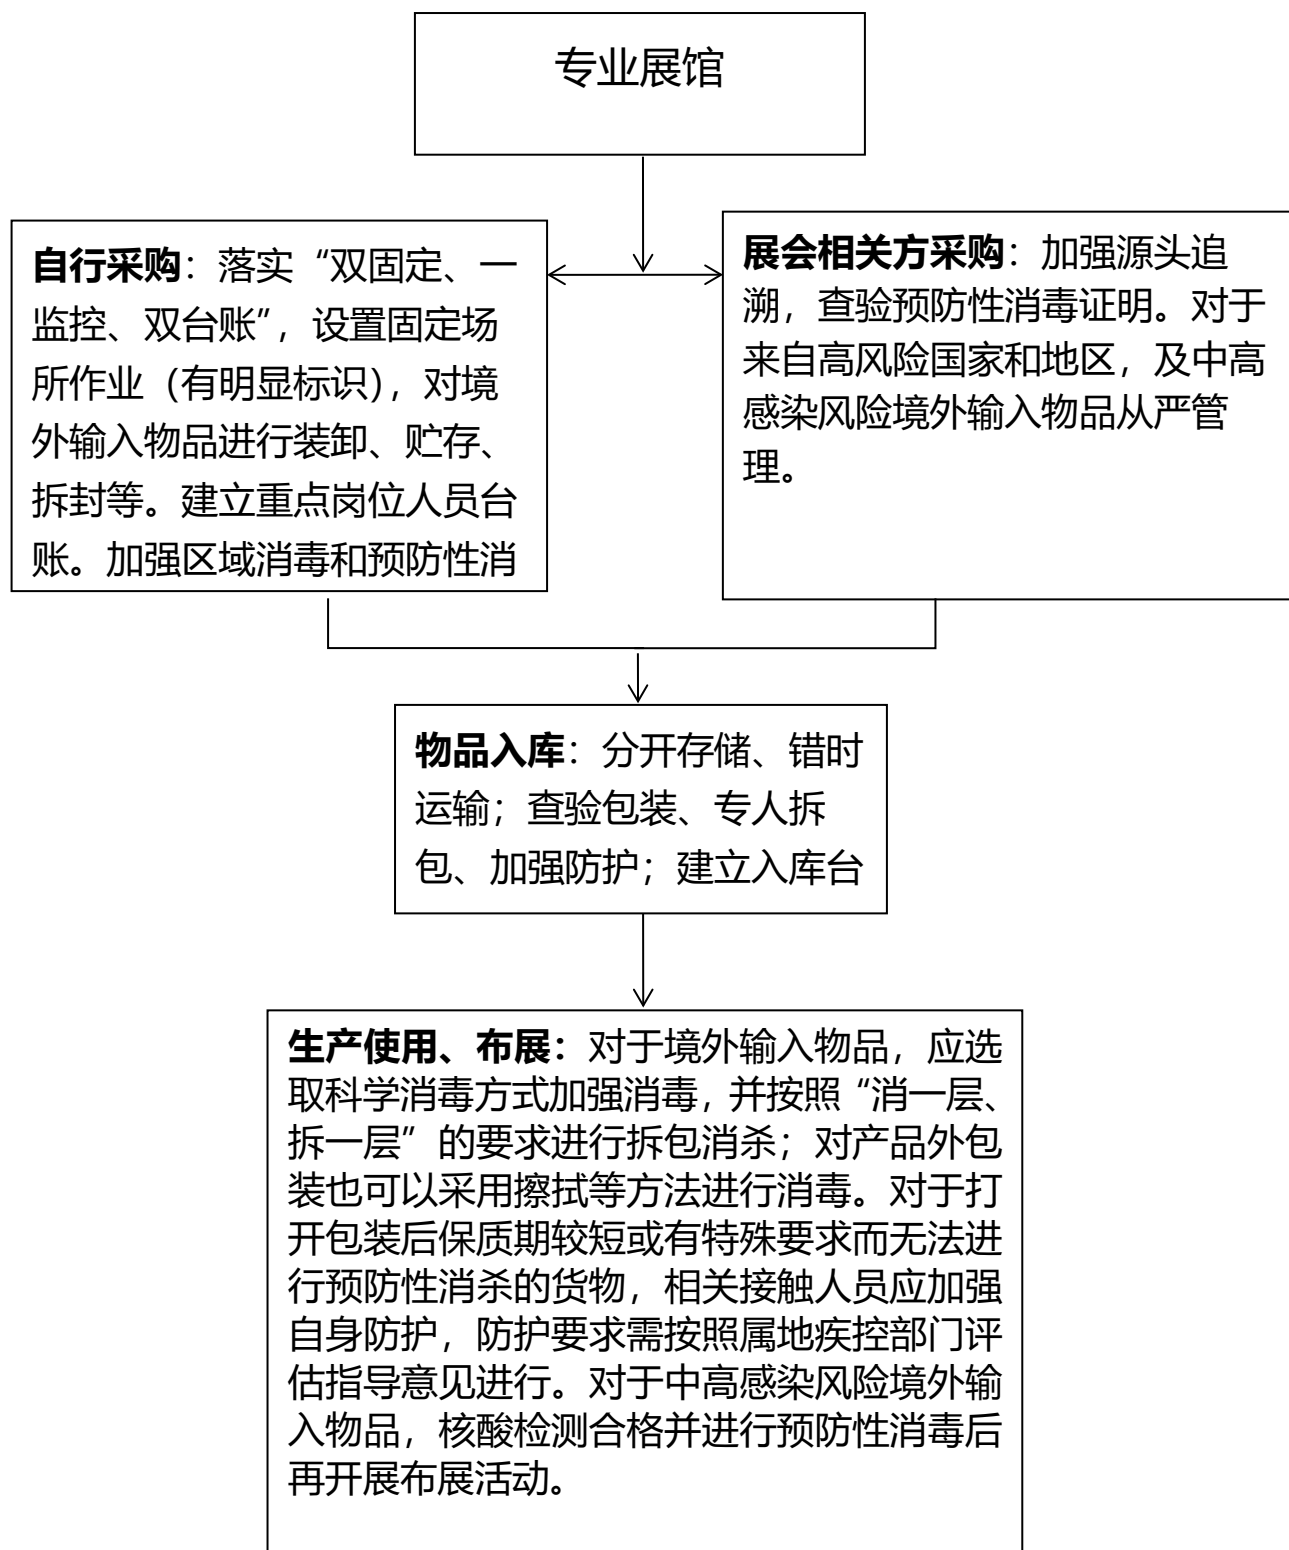 专业展馆
自行采购：落实“双固定、一
监控、双台账”，设置固定场
所作业（有明显标识），对境
外输入物品进行装卸、贮存、
拆封等。建立重点岗位人员台
账。加强区域消毒和预防性消
展会相关方采购：加强源头追
溯，查验预防性消毒证明。对于
来自高风险国家和地区，及中高
感染风险境外输入物品从严管
理。
物品入库：分开存储、错时
运输；查验包装、专人拆
包、加强防护；建立入库台
生产使用、布展：对于境外输入物品，应选
取科学消毒方式加强消毒，并按照“消一层、
拆一层”的要求进行拆包消杀；对产品外包
装也可以采用擦拭等方法进行消毒。对于打
开包装后保质期较短或有特殊要求而无法进
行预防性消杀的货物，相关接触人员应加强
自身防护，防护要求需按照属地疾控部门评
估指导意见进行。对于中高感染风险境外输
入物品，核酸检测合格并进行预防性消毒后
再开展布展活动。